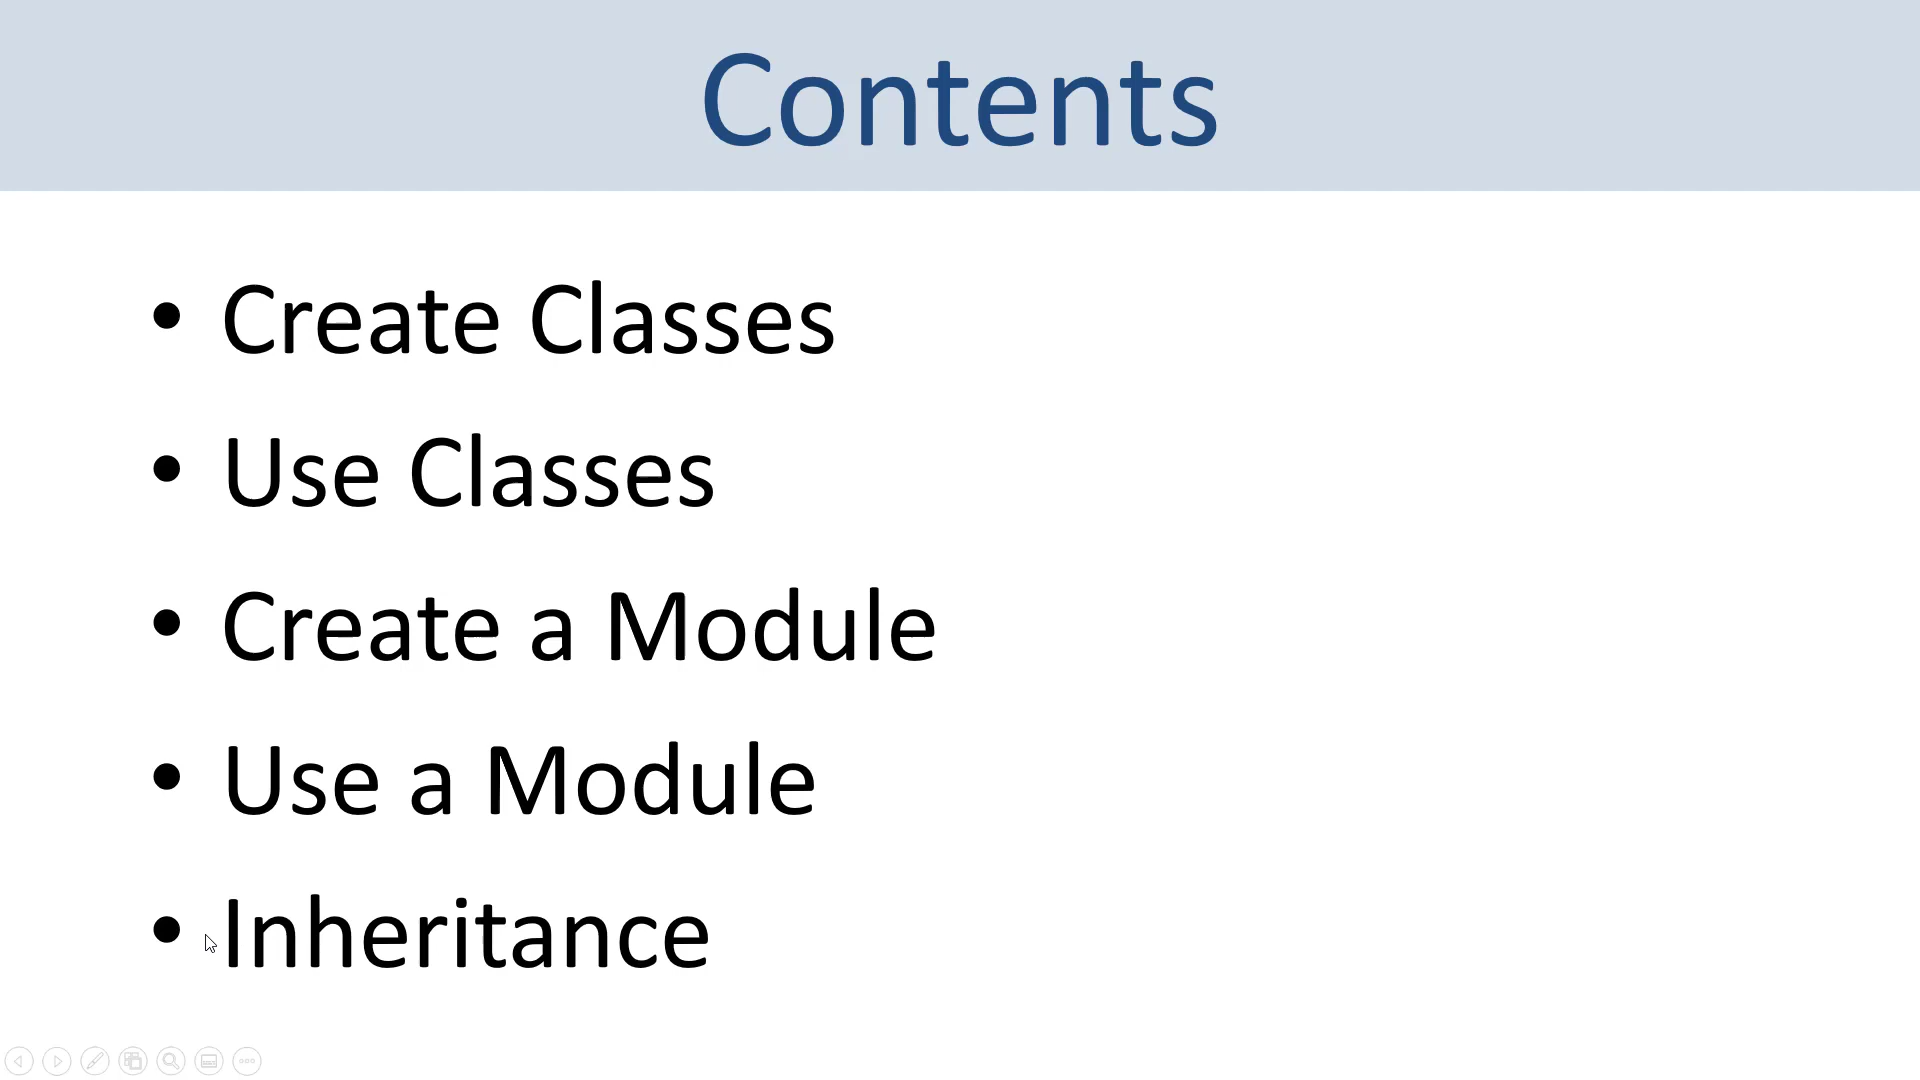 Contents
• Create Classes
• Use Classes
• Create a Module
• Use a Module
• Inheritance